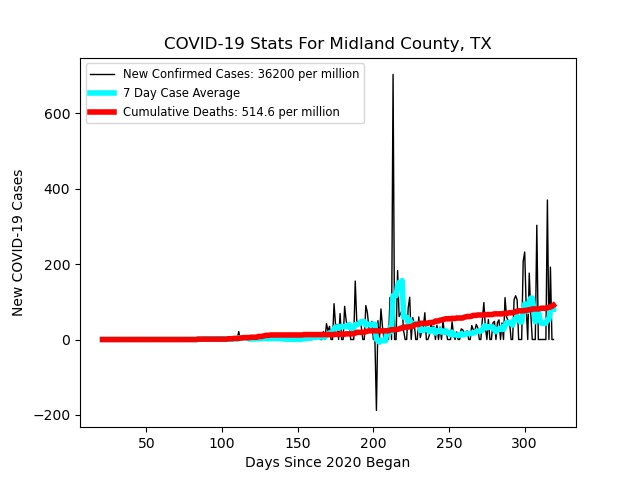 COVID-19 Stats For Midland County, TX
New Confirmed Cases: 36200 per million
7 Day Case Average
Cumulative Deaths: 514.6 per million
New COVID-19 Cases
600
400
200
0
−200
50 100 150 200 250 300
Days Since 2020 Began